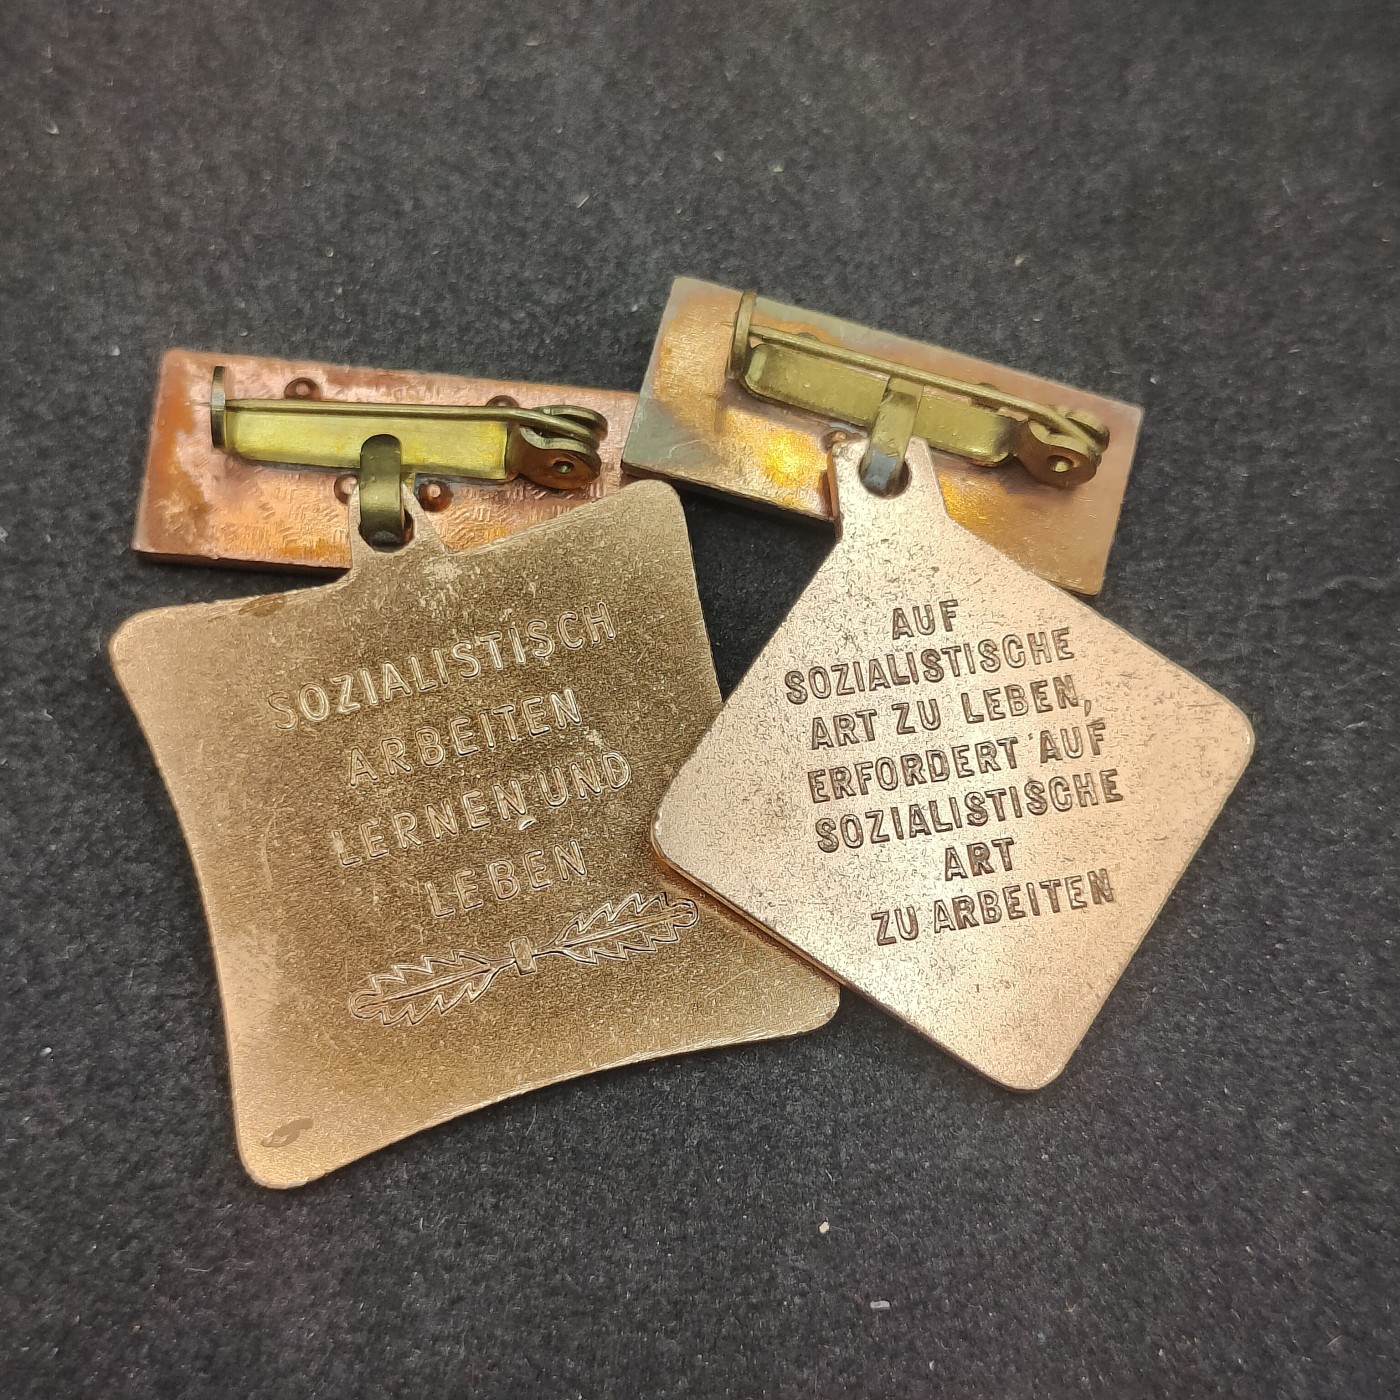 SOZIALISTISCH
ARBEITEN
LERNEN UND
LEBEN
AUF
SOZIALISTISCHE
ART ZU LEBEN,
ERFORDERT AUF
SOZIALISTISCHE
ART
ZU ARBEITEN